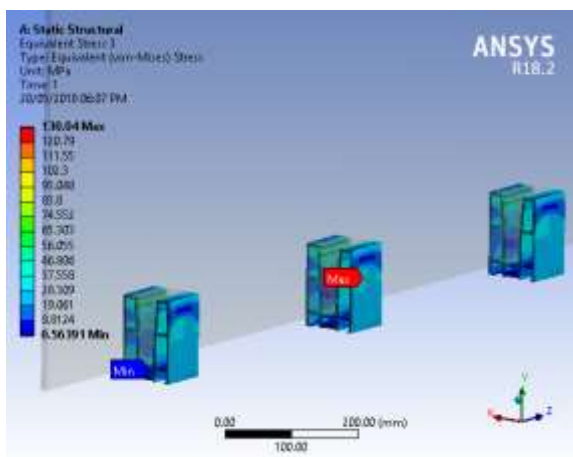 A: Static Structural
Equivalent Stress 3
Type: Equivalent (von-Mises) Stress
Unit: MPa
Time: 1
06:07 PM
ANSYS
R18.2
130.04 Max
120.79
111.55
102.3
93.048
83.8
74.552
65.303
56.055
46.806
37.558
28.309
19.061
9.8124
0.56391 Min
Max
Min
0.00
200.00 (mm)
100.00
Y
X
Z